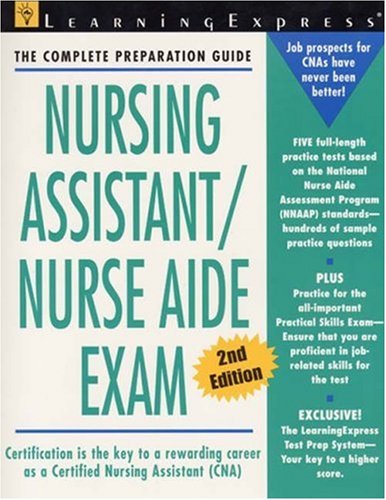 LEARNINGEXPRESS®
THE COMPLETE PREPARATION GUIDE
NURSING
ASSISTANT/
NURSE AIDE
EXAM
2nd
Edition
Certification is the key to a rewarding career
as a Certified Nursing Assistant (CNA)
Job prospects for
CNAs have
never been
better!
FIVE full-length
practice tests based
on the National
Nurse Aide
Assessment Program
(NNAAP) standards—
hundreds of sample
practice questions
PLUS
Practice for the
all-important
Practical Skills Exam—
Ensure that you are
proficient in job-
related skills for
the test
EXCLUSIVE!
The LearningExpress
Test Prep System—
Your key to a higher
score.